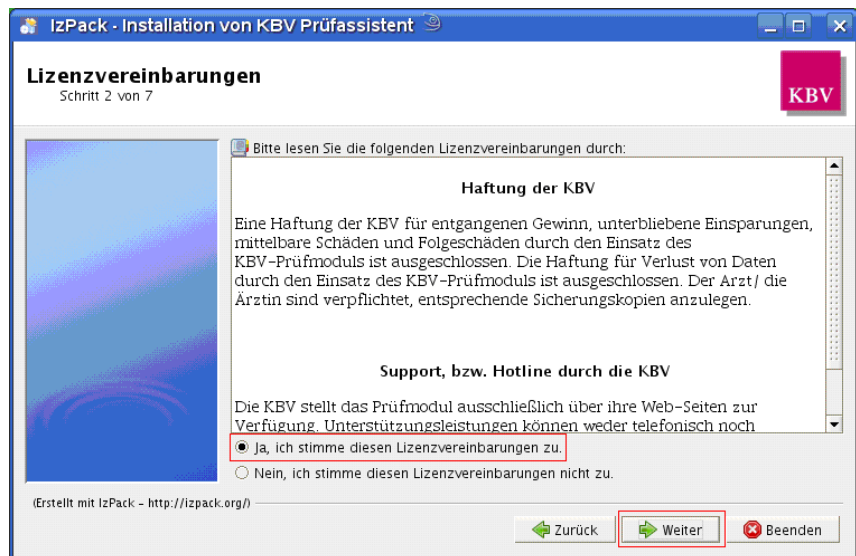 IzPack - Installation von KBV Prüfassistent
Lizenzvereinbarungen
Schritt 2 von 7
KBV
Bitte lesen Sie die folgenden Lizenzvereinbarungen durch:
Haftung der KBV
Eine Haftung der KBV für entgangenen Gewinn, unterbliebene Einsparungen,
mittelbare Schäden und Folgeschäden durch den Einsatz des
KBV-Prüfmoduls ist ausgeschlossen. Die Haftung für Verlust von Daten
durch den Einsatz des KBV-Prüfmoduls ist ausgeschlossen. Der Arzt/ die
Ärztin sind verpflichtet, entsprechende Sicherungskopien anzulegen.
Support, bzw. Hotline durch die KBV
Die KBV stellt das Prüfmodul ausschließlich über ihre Web-Seiten zur
Verfügung. Unterstützungsleistungen können weder telefonisch noch
Ja, ich stimme diesen Lizenzvereinbarungen zu.
Nein, ich stimme diesen Lizenzvereinbarungen nicht zu.
(Erstellt mit IzPack - http://izpack.org/)
Zurück
Weiter
Beenden